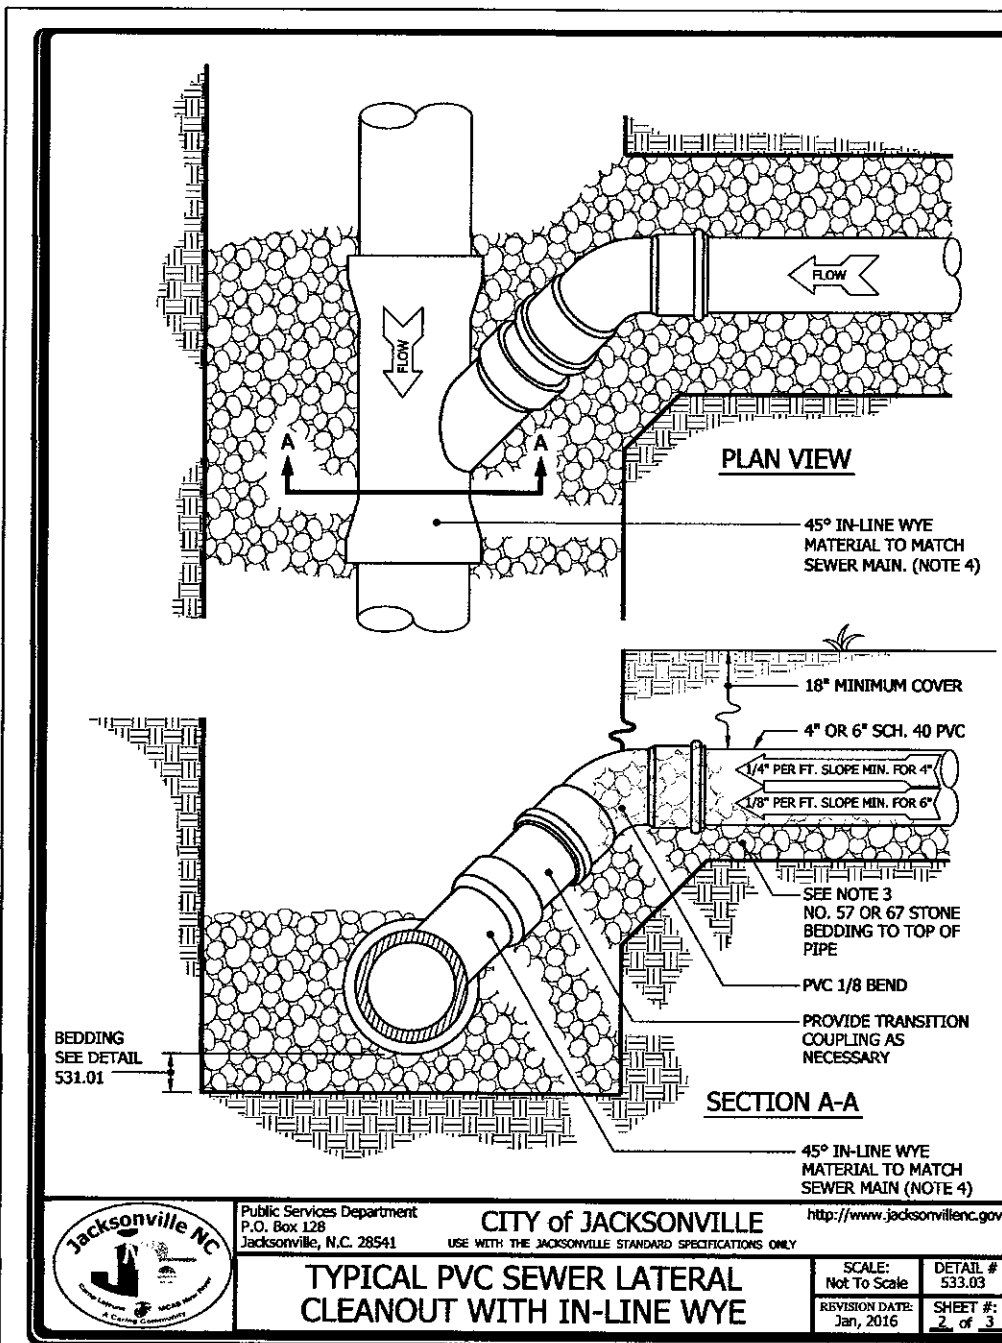 FLOW
FLOW
A
A
PLAN VIEW
45° IN-LINE WYE
MATERIAL TO MATCH
SEWER MAIN. (NOTE 4)
18" MINIMUM COVER
4" OR 6" SCH. 40 PVC
1/4" PER FT. SLOPE MIN. FOR 4"
1/8" PER FT. SLOPE MIN. FOR 6"
SEE NOTE 3
NO. 57 OR 67 STONE
BEDDING TO TOP OF
PIPE
PVC 1/8 BEND
PROVIDE TRANSITION
COUPLING AS
NECESSARY
BEDDING
SEE DETAIL
531.01
SECTION A-A
45° IN-LINE WYE
MATERIAL TO MATCH
SEWER MAIN (NOTE 4)
Jacksonville NC
Camp Lejeune MCAS New River
A Caring Community
Public Services Department
P.O. Box 128
Jacksonville, N.C. 28541
CITY of JACKSONVILLE
USE WITH THE JACKSONVILLE STANDARD SPECIFICATIONS ONLY
http://www.jacksonvillenc.gov
TYPICAL PVC SEWER LATERAL
CLEANOUT WITH IN-LINE WYE
SCALE:
Not To Scale
DETAIL #
533.03
REVISION DATE:
Jan, 2016
SHEET #:
2 of 3